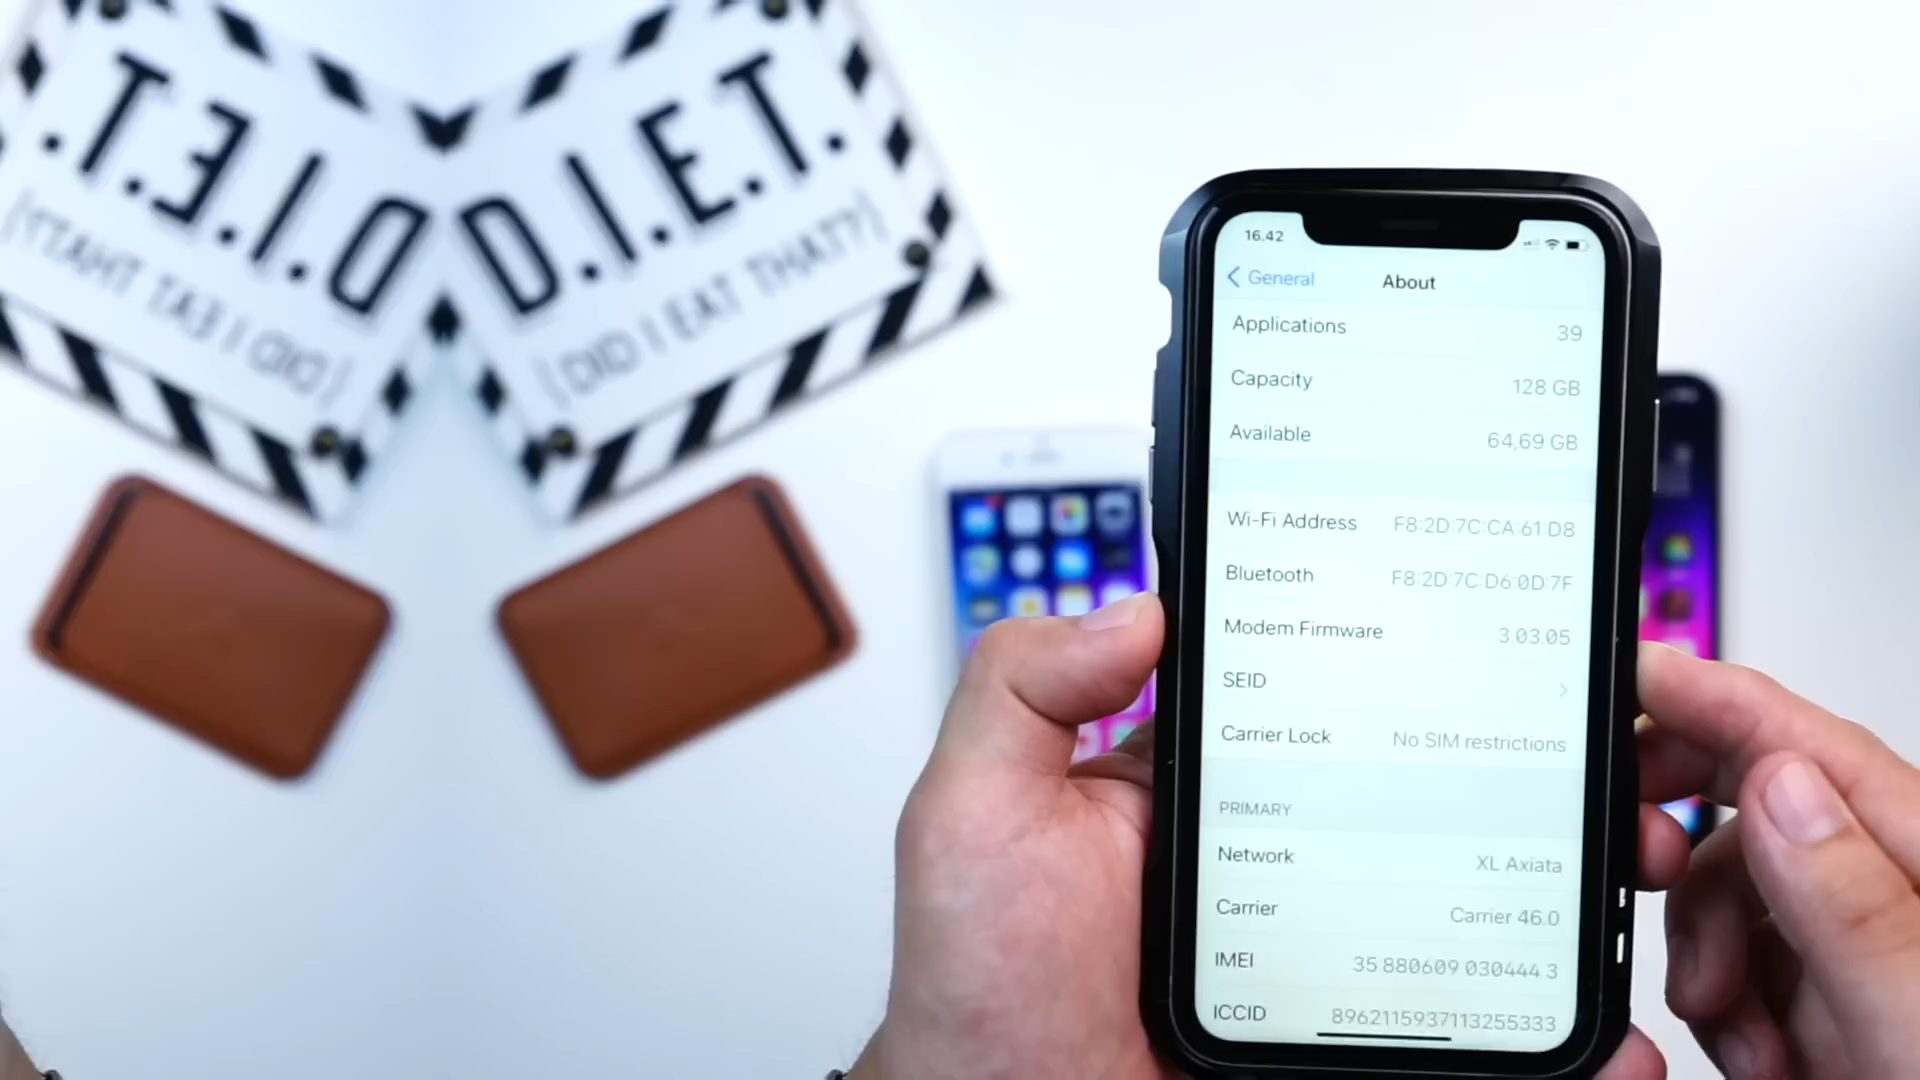 D.I.E.T.
(DID I EAT THAT?)
D.I.E.T.
(DID I EAT THAT?)
16.42
General
About
Applications 39
Capacity 128 GB
Available 64,69 GB
Wi-Fi Address F8:2D:7C:CA:61:D8
Bluetooth F8:2D:7C:D6:0D:7F
Modem Firmware 3.03.05
SEID
Carrier Lock No SIM restrictions
PRIMARY
Network XL Axiata
Carrier Carrier 46.0
IMEI 35 880609 030444 3
ICCID 8962115937113255333